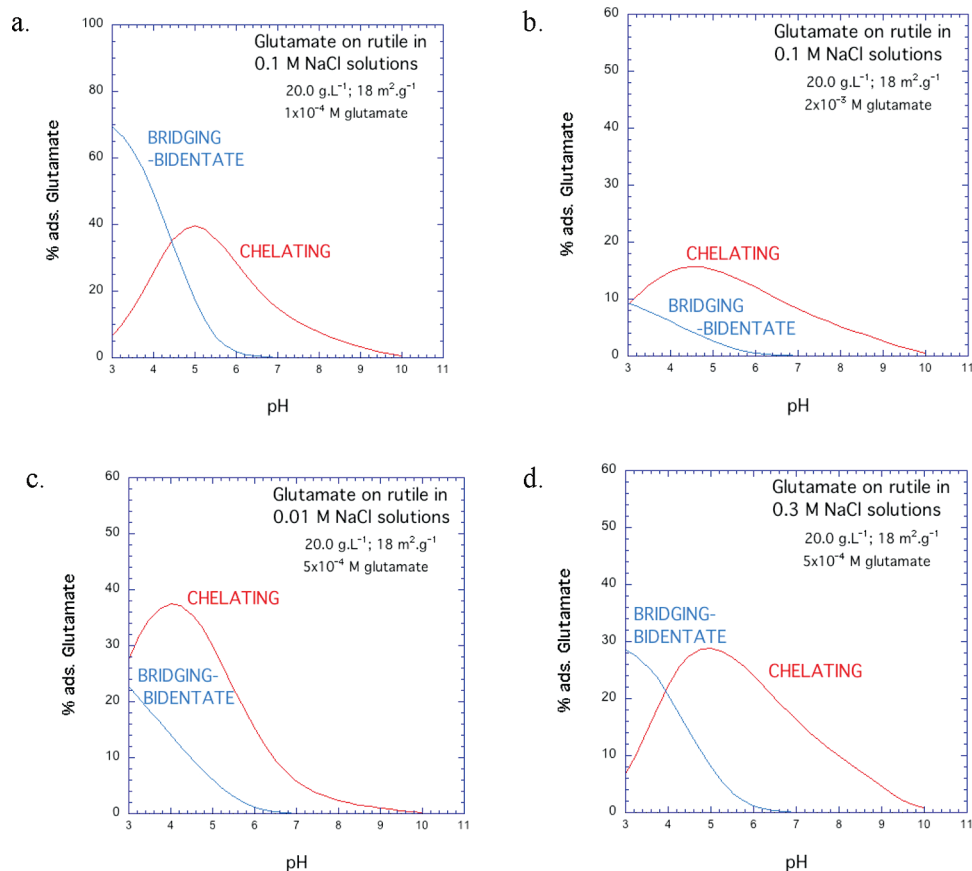 a.
100
80
60
40
20
0
% ads. Glutamate
Glutamate on rutile in
0.1 M NaCl solutions
20.0 g.L⁻¹; 18 m².g⁻¹
1x10⁻⁴ M glutamate
BRIDGING
-BIDENTATE
CHELATING
3 4 5 6 7 8 9 10 11
pH
b.
60
50
40
30
20
10
0
% ads. Glutamate
Glutamate on rutile in
0.1 M NaCl solutions
20.0 g.L⁻¹; 18 m².g⁻¹
2x10⁻³ M glutamate
CHELATING
BRIDGING
-BIDENTATE
3 4 5 6 7 8 9 10 11
pH
c.
60
50
40
30
20
10
0
% ads. Glutamate
Glutamate on rutile in
0.01 M NaCl solutions
20.0 g.L⁻¹; 18 m².g⁻¹
5x10⁻⁴ M glutamate
CHELATING
BRIDGING-
BIDENTATE
3 4 5 6 7 8 9 10 11
pH
d.
60
50
40
30
20
10
0
% ads. Glutamate
Glutamate on rutile in
0.3 M NaCl solutions
20.0 g.L⁻¹; 18 m².g⁻¹
5x10⁻⁴ M glutamate
BRIDGING-
BIDENTATE
CHELATING
3 4 5 6 7 8 9 10 11
pH